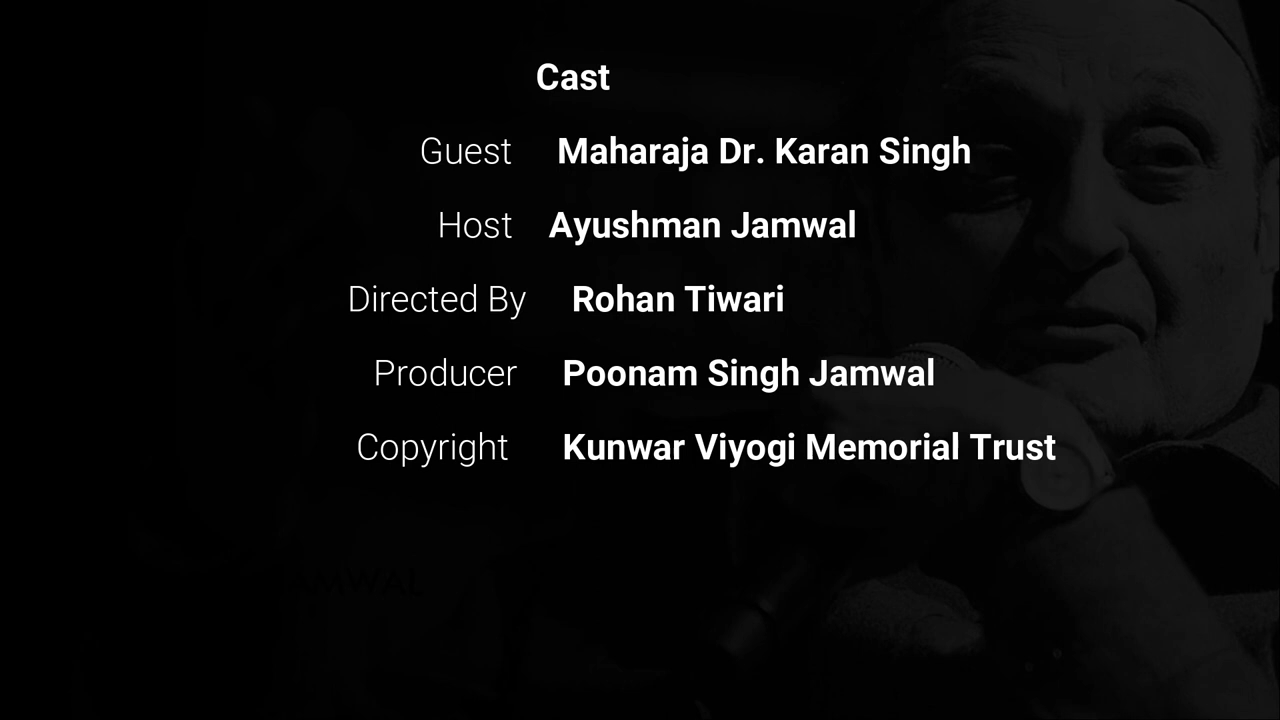 Cast
Guest Maharaja Dr. Karan Singh
Host Ayushman Jamwal
Directed By Rohan Tiwari
Producer Poonam Singh Jamwal
Copyright Kunwar Viyogi Memorial Trust